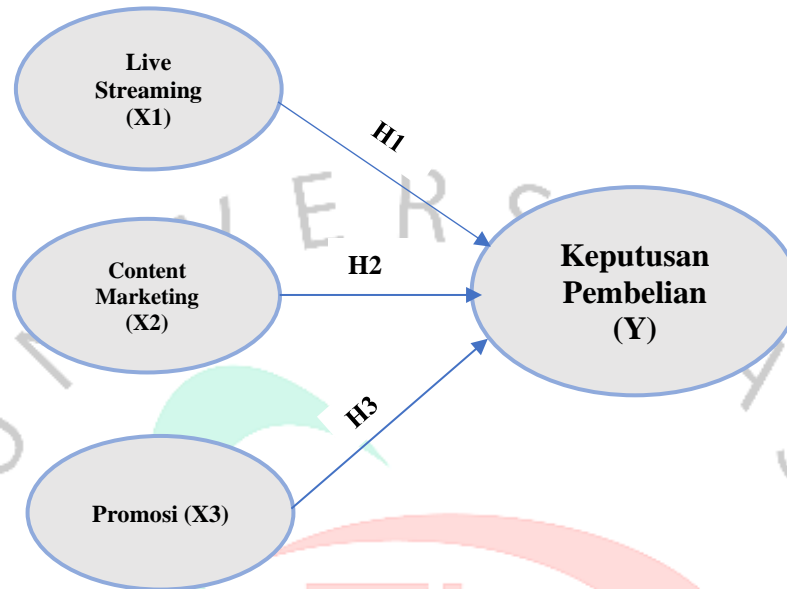 Live
Streaming
(X1)
H1
Content
Marketing
(X2)
H2
Keputusan
Pembelian
(Y)
H3
Promosi (X3)